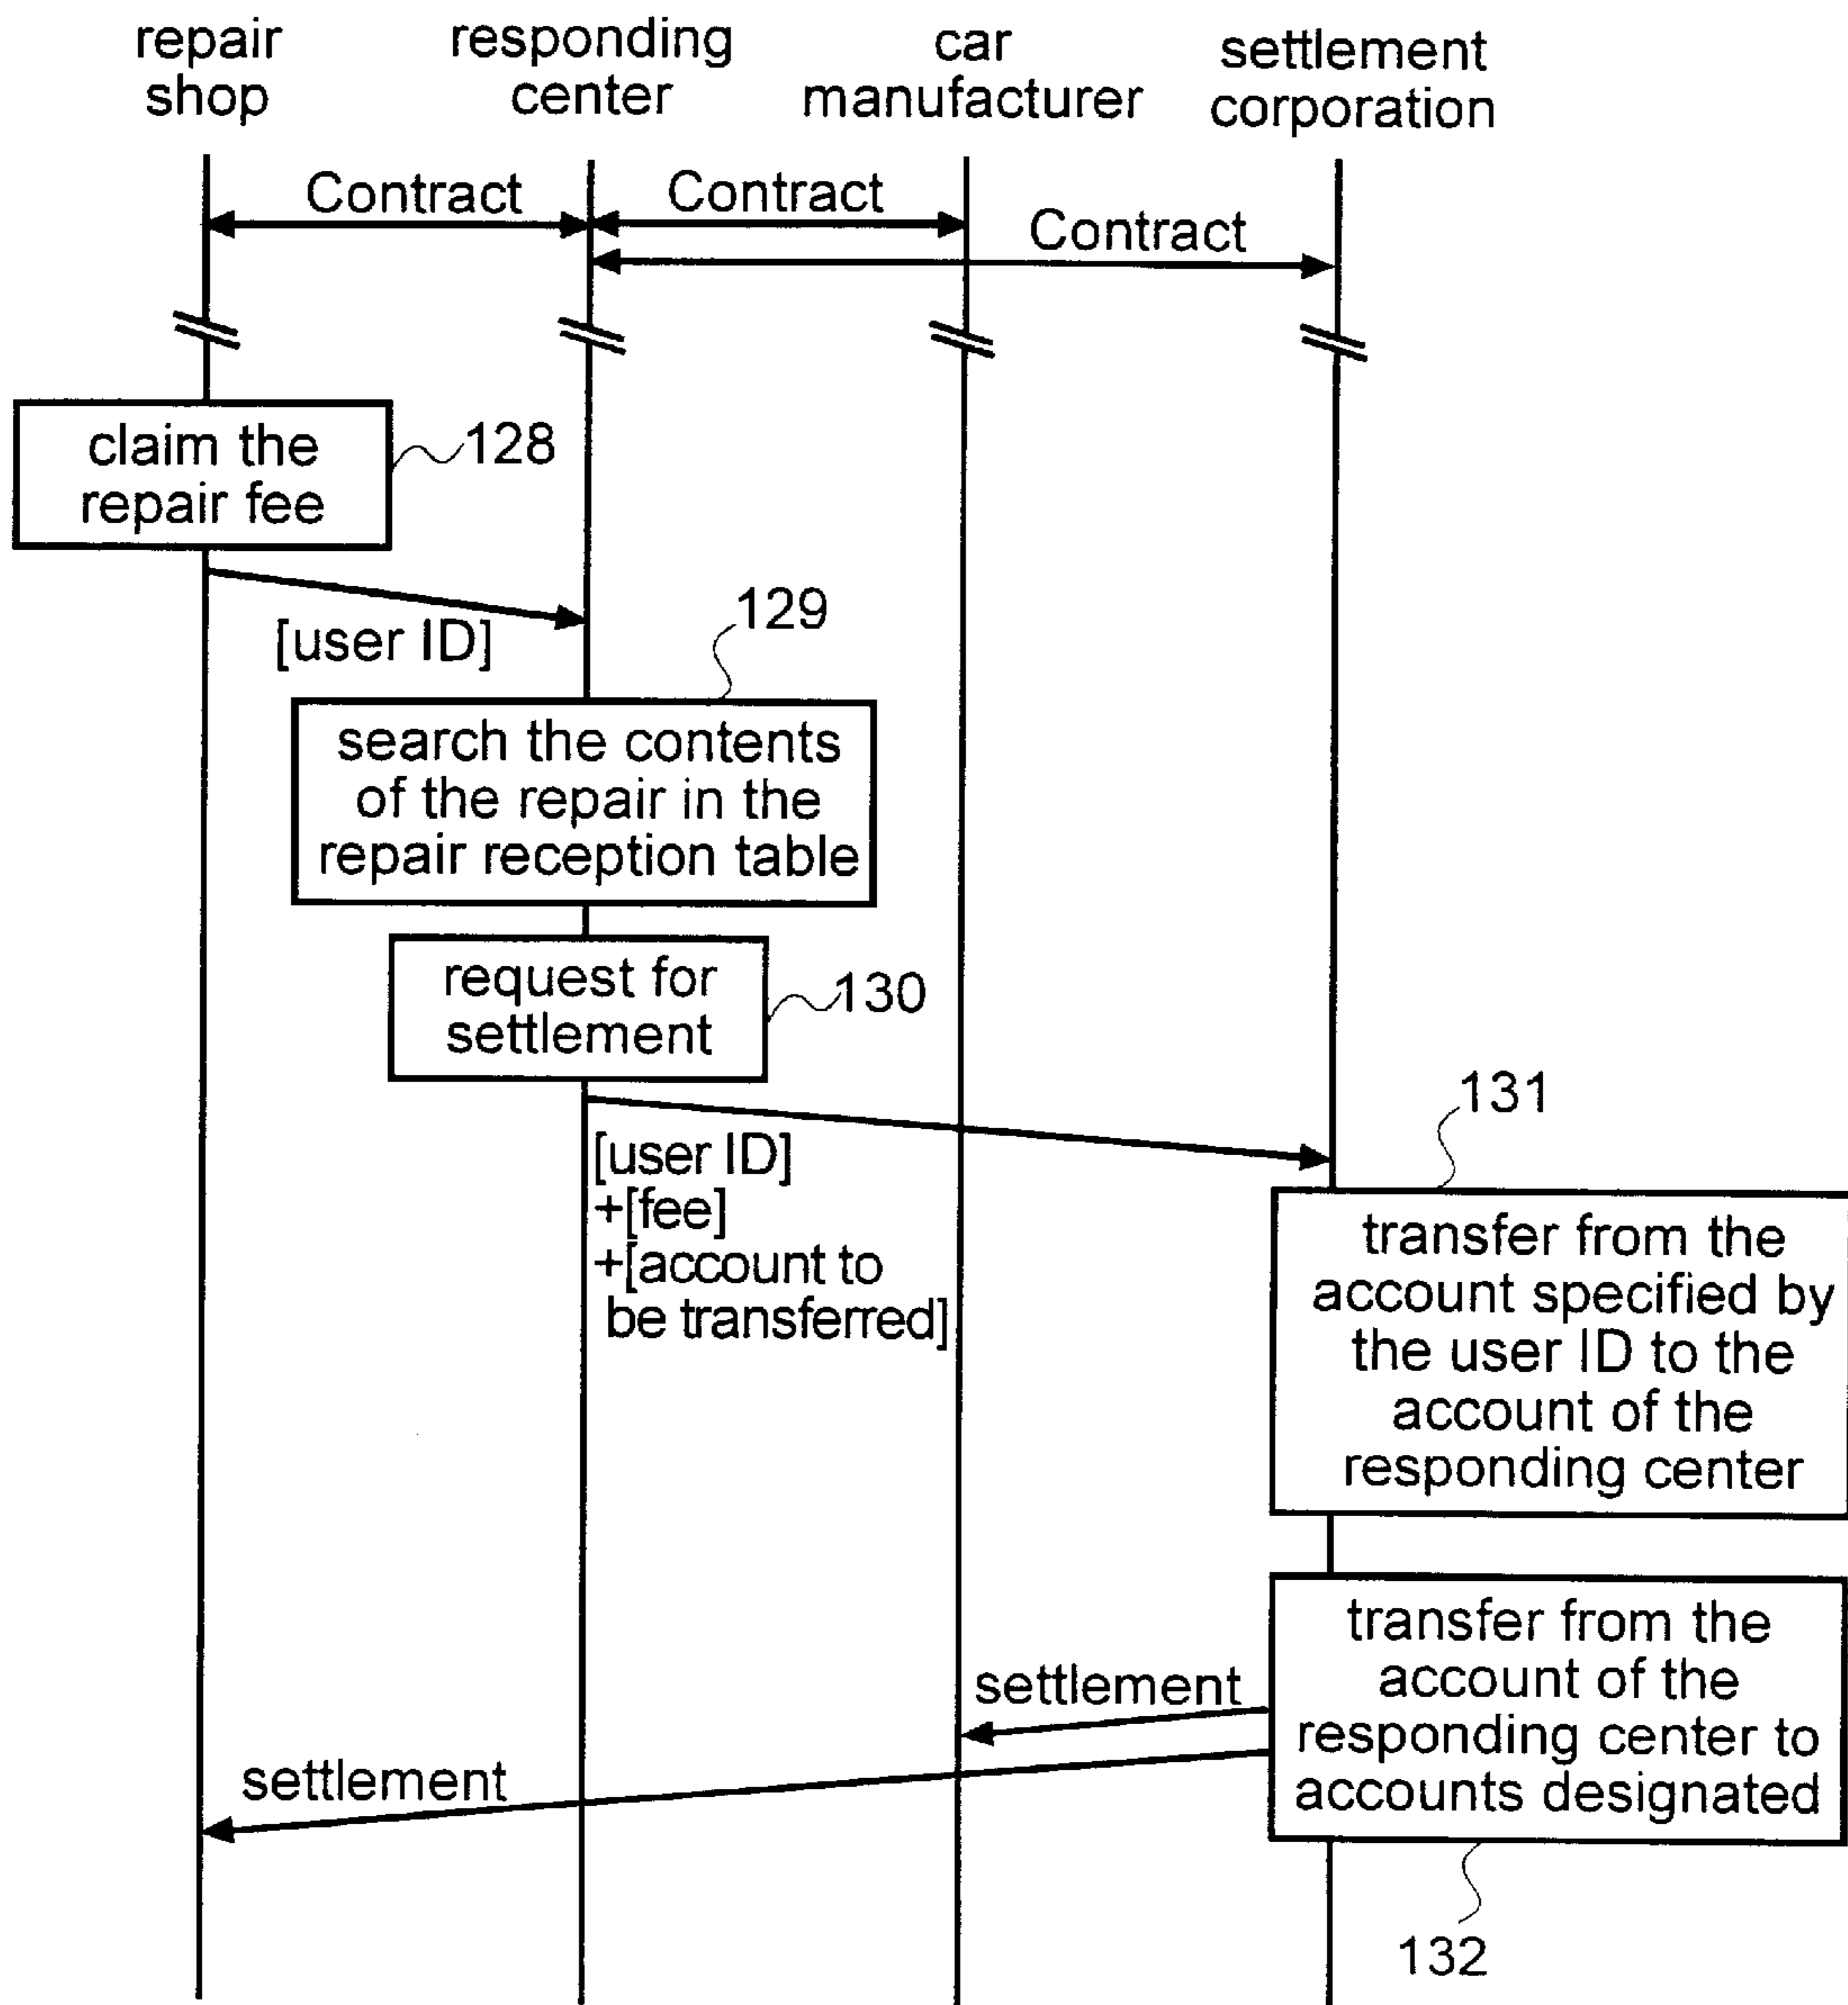 repair
shop
responding
center
car
manufacturer
settlement
corporation
Contract
Contract
Contract
claim the
repair fee
128
[user ID]
129
search the contents
of the repair in the
repair reception table
request for
settlement
130
[user ID]
+[fee]
+[account to
be transferred]
131
transfer from the
account specified by
the user ID to the
account of the
responding center
transfer from the
account of the
responding center to
accounts designated
settlement
settlement
132